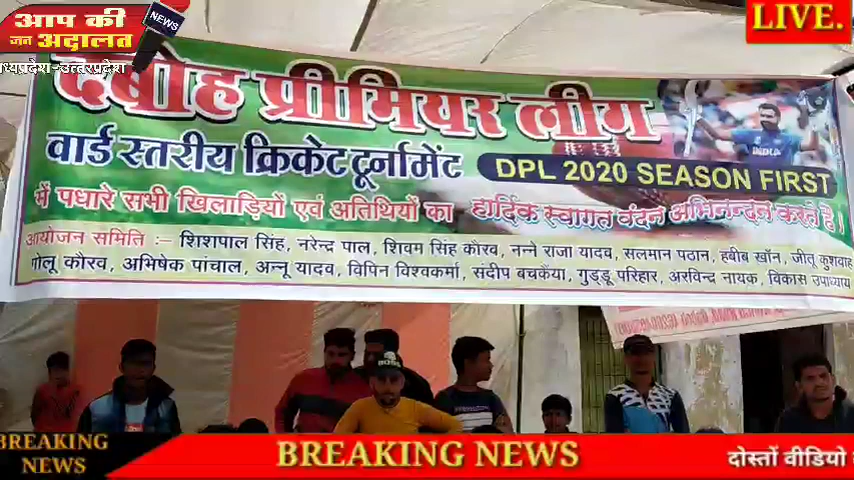 आप की
जन अदालत
NEWS
मध्यप्रदेश-उत्तरप्रदेश
LIVE.
दबोह प्रीमियर लीग
वार्ड स्तरीय क्रिकेट टूर्नामेंट
DPL 2020 SEASON FIRST
INDIA
में पधारे सभी खिलाड़ियों एवं अतिथियों का हार्दिक स्वागत वंदन अभिनन्दन करते है।
आयोजन समिति :– शिशपाल सिंह, नरेन्द्र पाल, शिवम सिंह कौरव, नन्ने राजा यादव, सलमान पठान, हबीब खाँन, जीतू कुशवाह
गोलू कौरव, अभिषेक पांचाल, अन्नू यादव, विपिन विश्वकर्मा, संदीप बचकैंया, गुड्डू परिहार, अरविन्द नायक, विकास उपाध्याय
BOSS
BREAKING
NEWS
BREAKING NEWS
दोस्तों वीडियो